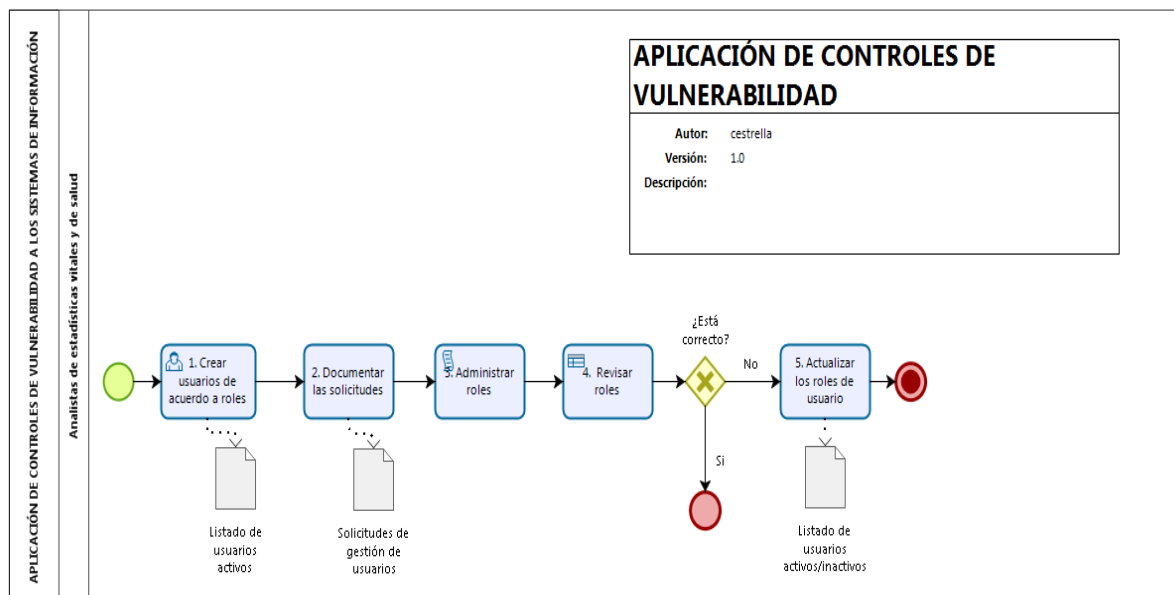 APLICACIÓN DE CONTROLES DE VULNERABILIDAD A LOS SISTEMAS DE INFORMACIÓN
Analistas de estadísticas vitales y de salud
APLICACIÓN DE CONTROLES DE
VULNERABILIDAD
Autor: cestrella
Versión: 1.0
Descripción:
1. Crear
usuarios de
acuerdo a roles
2. Documentar
las solicitudes
3. Administrar
roles
4. Revisar
roles
¿Está
correcto?
No
Si
5. Actualizar
los roles de
usuario
Listado de
usuarios
activos
Solicitudes de
gestión de
usuarios
Listado de
usuarios
activos/inactivos